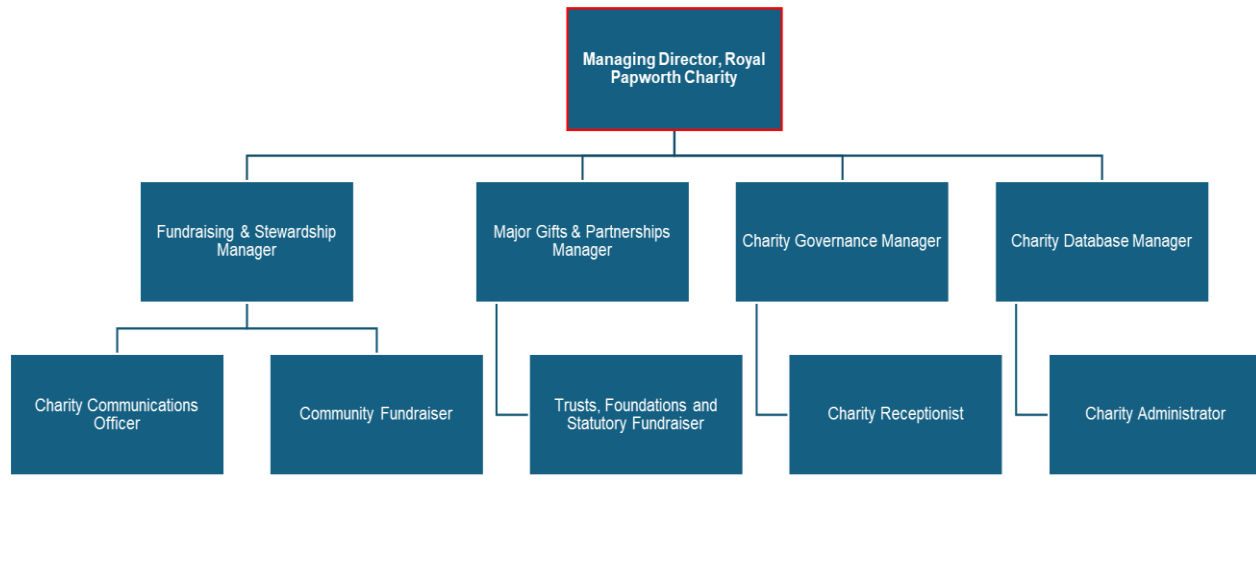 Managing Director, Royal
Papworth Charity
Fundraising & Stewardship
Manager
Major Gifts & Partnerships
Manager
Charity Governance Manager
Charity Database Manager
Charity Communications
Officer
Community Fundraiser
Trusts, Foundations and
Statutory Fundraiser
Charity Receptionist
Charity Administrator